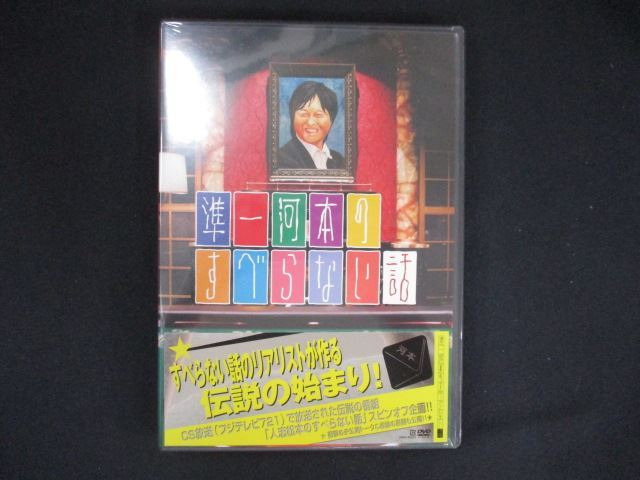 準一河本の
すべらない話
すべらない話のリアリストが作る
伝説の始まり!
河本
CS放送(フジテレビ721)で放送された伝説の番組
「人志松本のすべらない話」スピンオフ企画!!
DVD